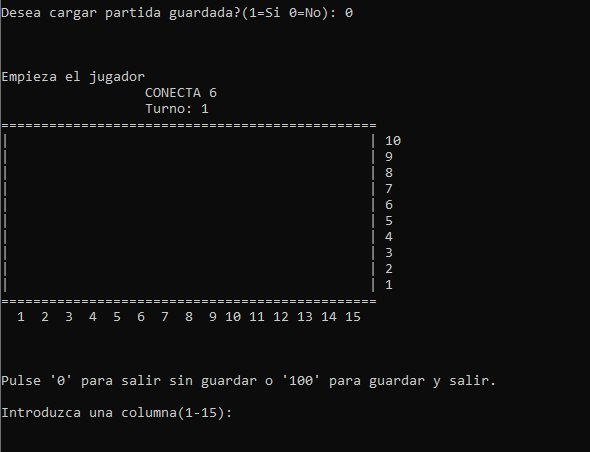 Desea cargar partida guardada?(1=Si 0=No): 0
Empieza el jugador
CONECTA 6
Turno: 1
===============================================
| | 10
| | 9
| | 8
| | 7
| | 6
| | 5
| | 4
| | 3
| | 2
| | 1
===============================================
1 2 3 4 5 6 7 8 9 10 11 12 13 14 15
Pulse '0' para salir sin guardar o '100' para guardar y salir.
Introduzca una columna(1-15):